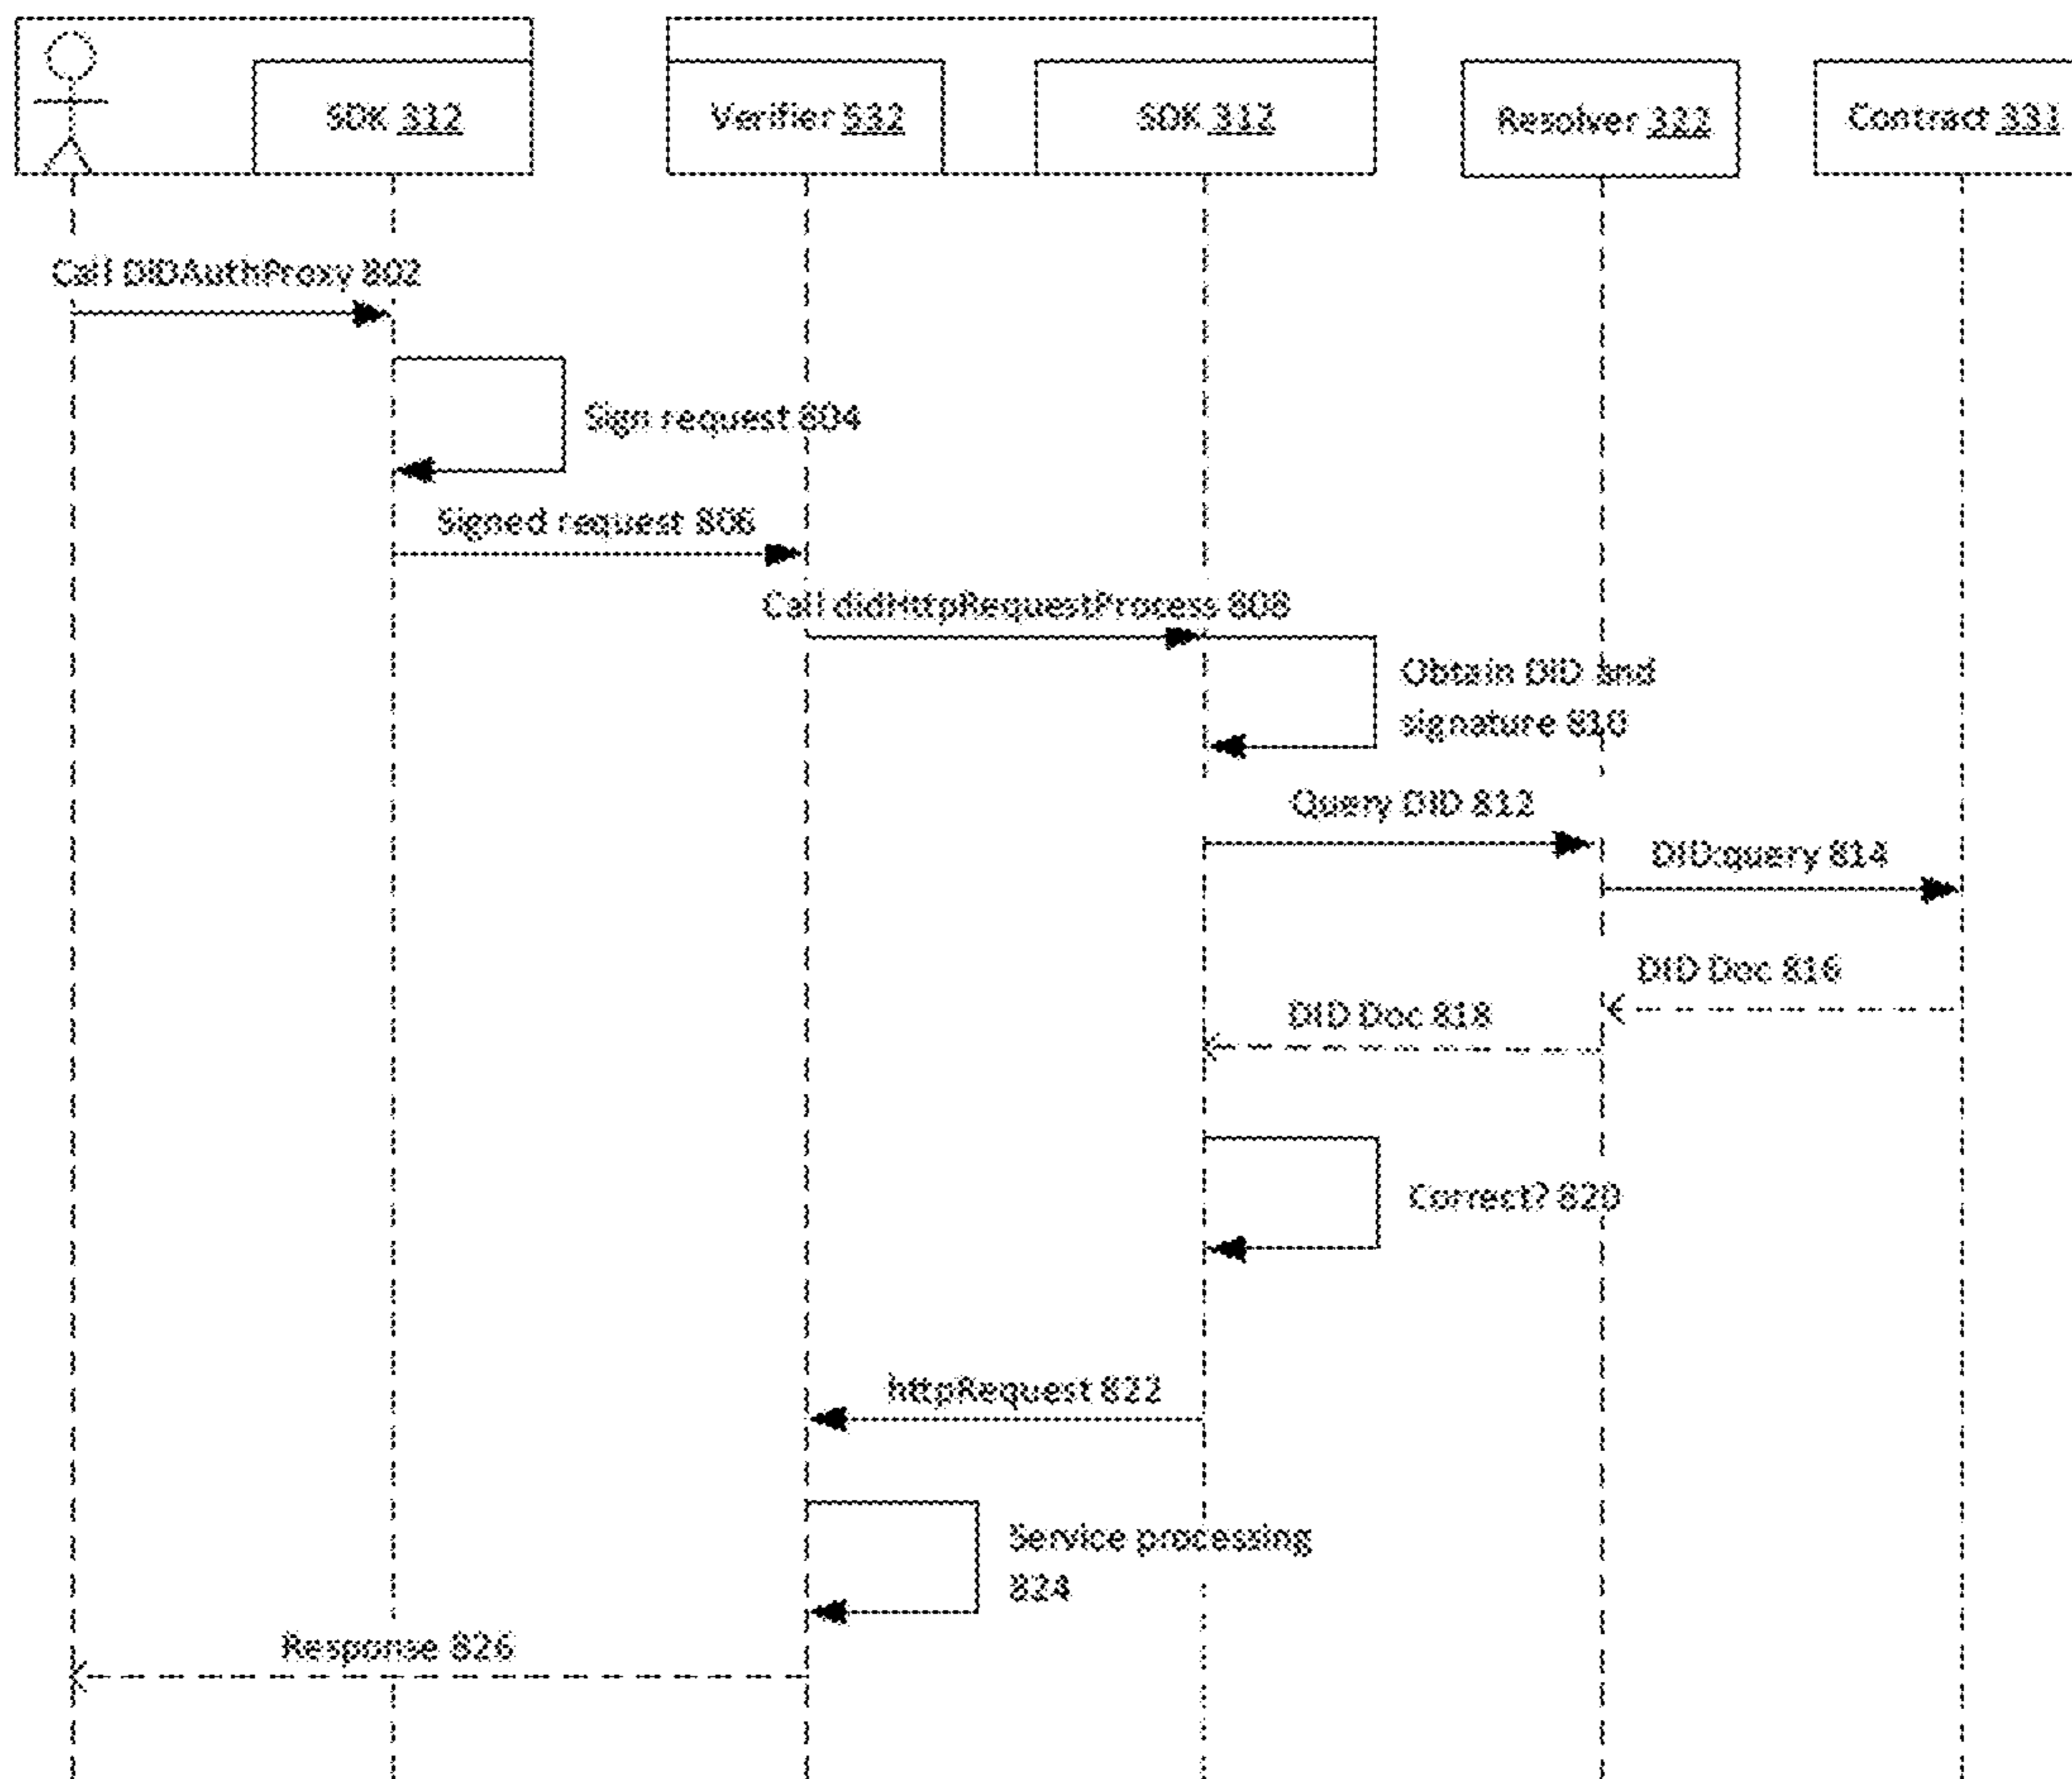 SDK 312
Verifier 532
SDK 312
Resolver 322
Contract 331
Call DIDAuthProxy 802
Sign request 804
Signed request 806
Call didHttpRequestProcess 808
Obtain DID and
signature 810
Query DID 812
DID:query 814
DID Doc 816
DID Doc 818
Correct? 820
httpRequest 822
Service processing
824
Response 826